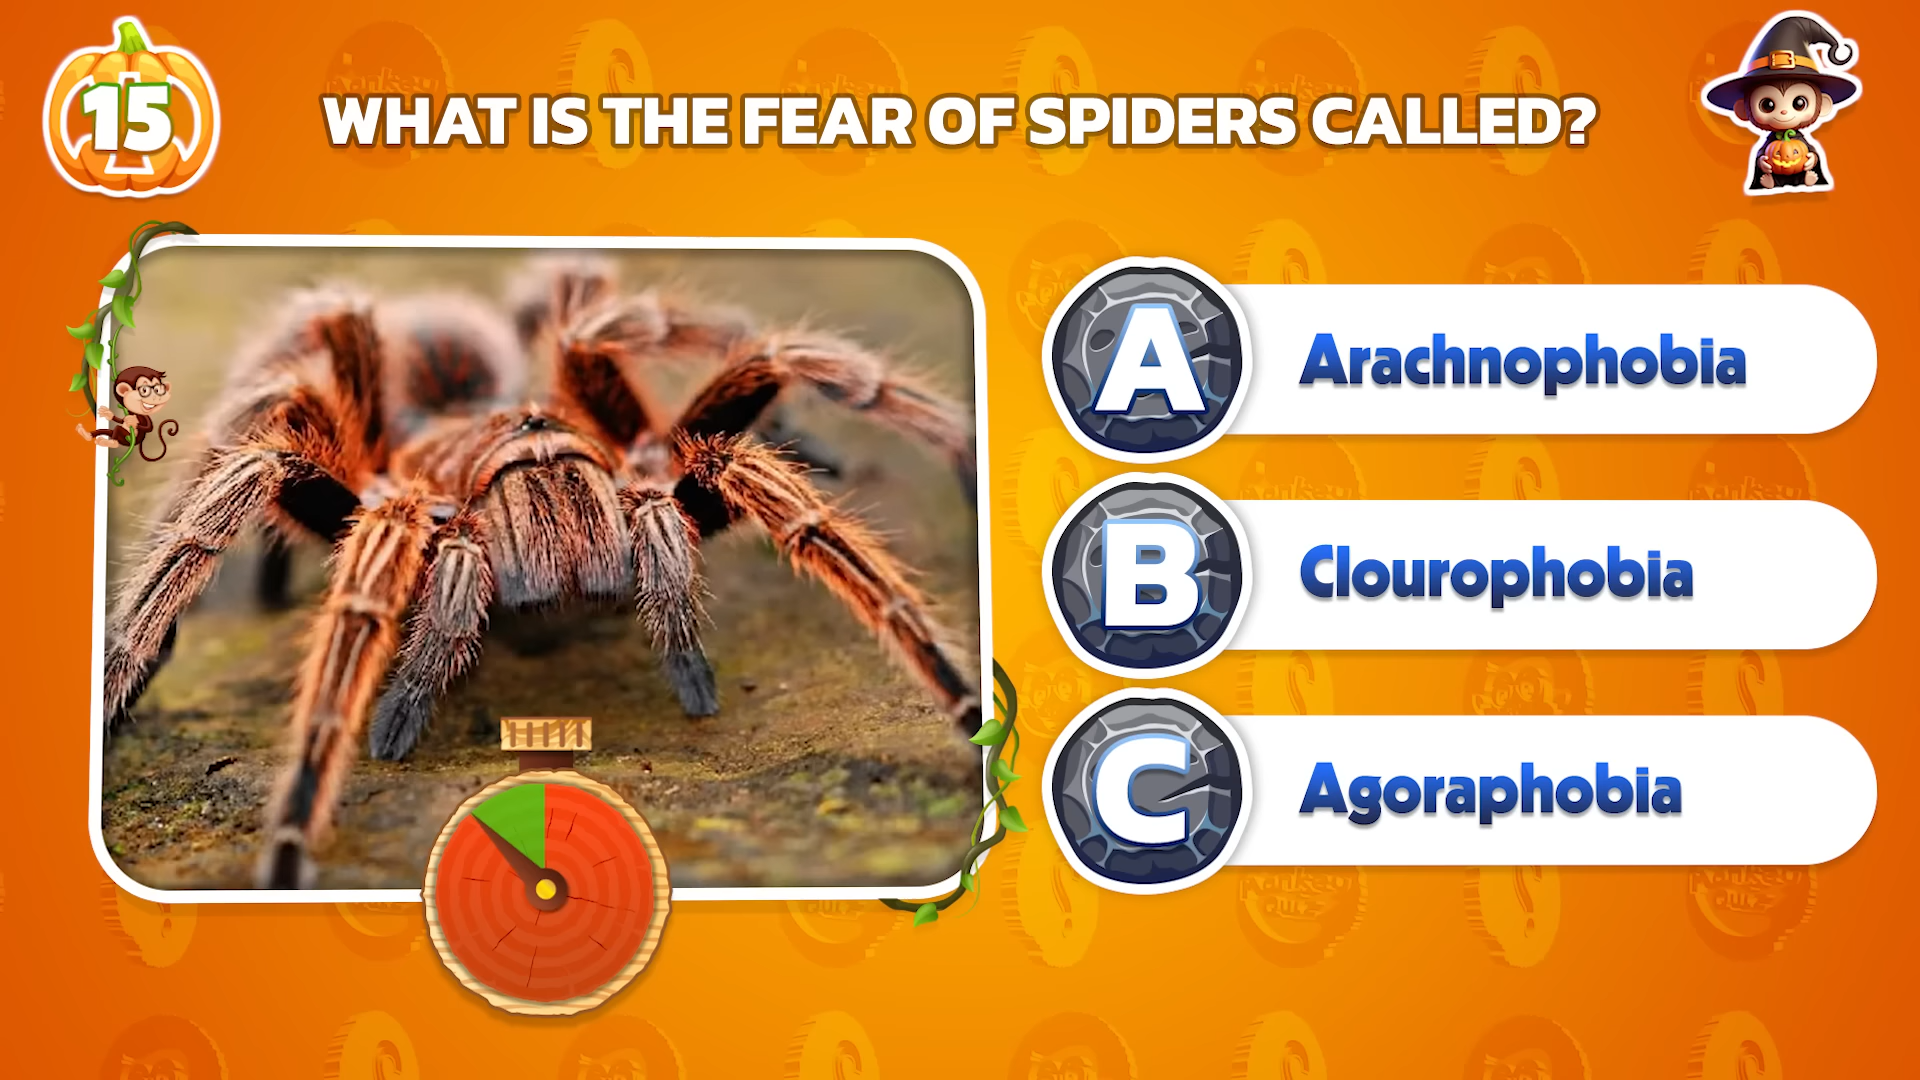 15
WHAT IS THE FEAR OF SPIDERS CALLED?
A
Arachnophobia
B
Clourophobia
C
Agoraphobia